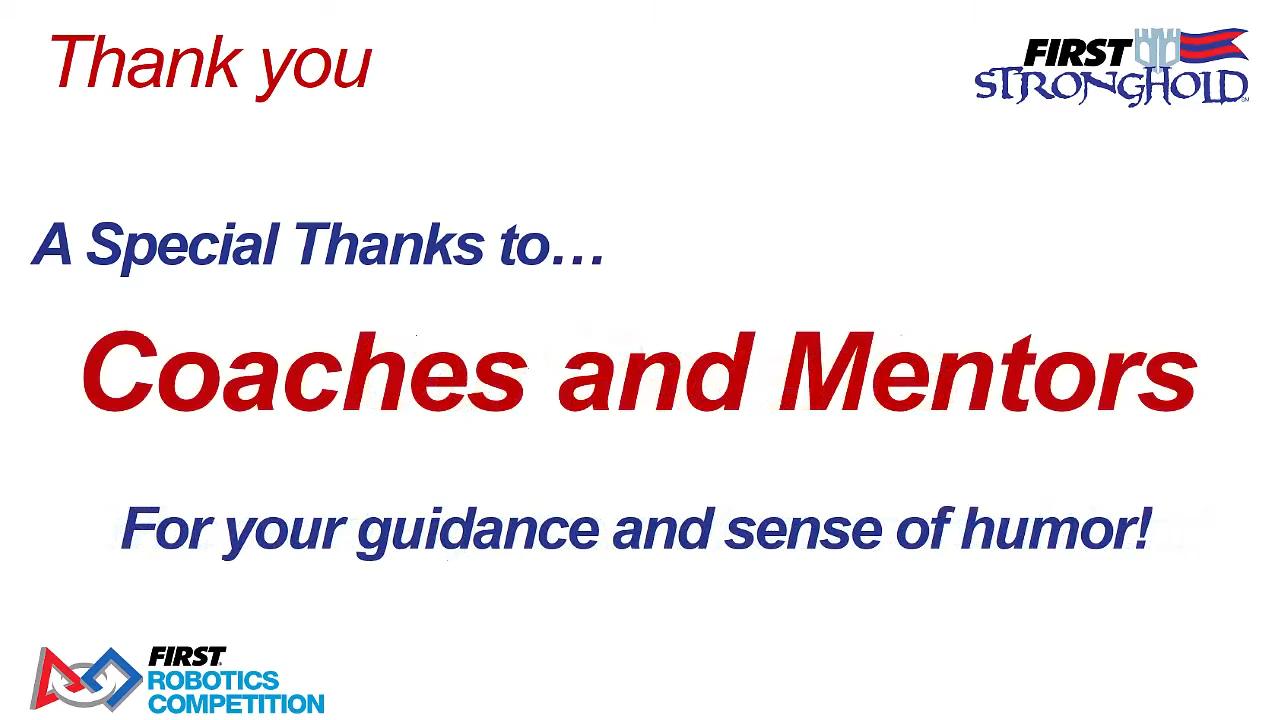 Thank you
FIRST
STRONGHOLD
A Special Thanks to…
Coaches and Mentors
For your guidance and sense of humor!
FIRST
ROBOTICS
COMPETITION